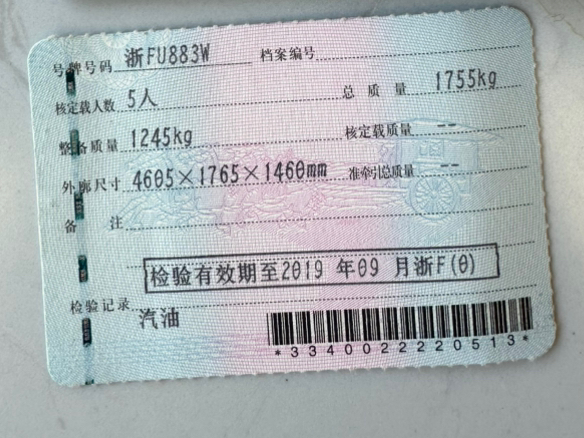 号牌号码 浙FU883W 档案编号
核定载人数 5人 总质量 1755kg
整备质量 1245kg 核定载质量 --
外廓尺寸 4605×1765×1460mm 准牵引总质量 --
备注
检验有效期至2019 年09 月浙F(0)
检验记录
汽油
*3340022220513*